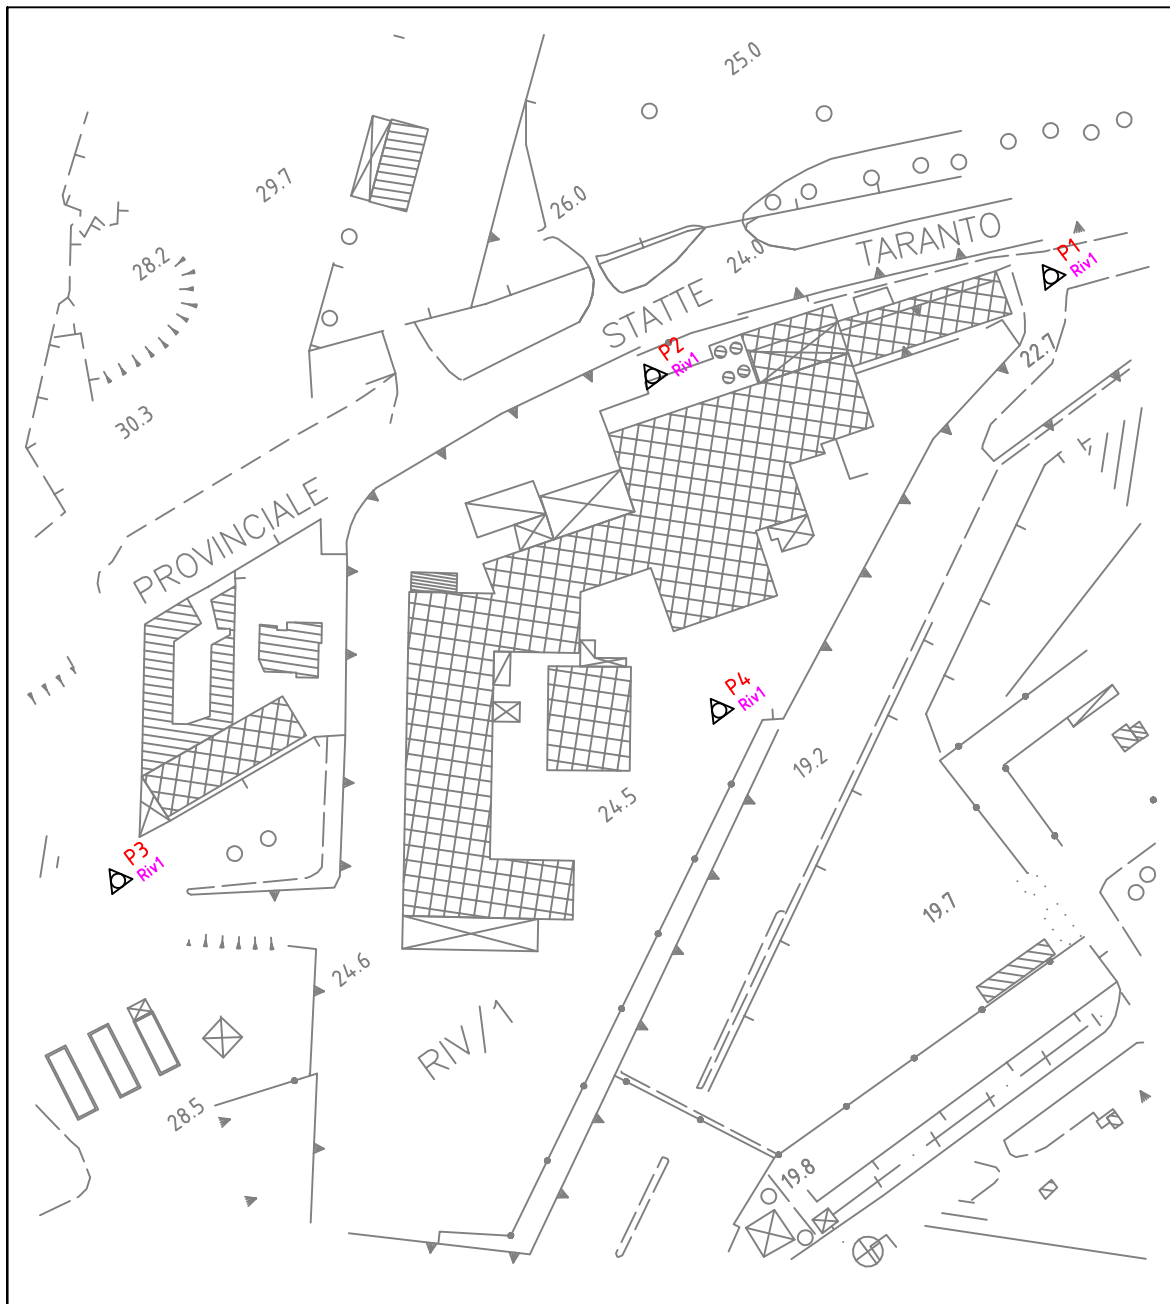 25.0
29.7
26.0
28.2
24.0
TARANTO
P1
Riv1
STATTE
P2
Riv1
22.7
30.3
PROVINCIALE
P4
Riv1
19.2
24.5
P3
Riv1
19.7
24.6
RIV/1
28.5
19.8